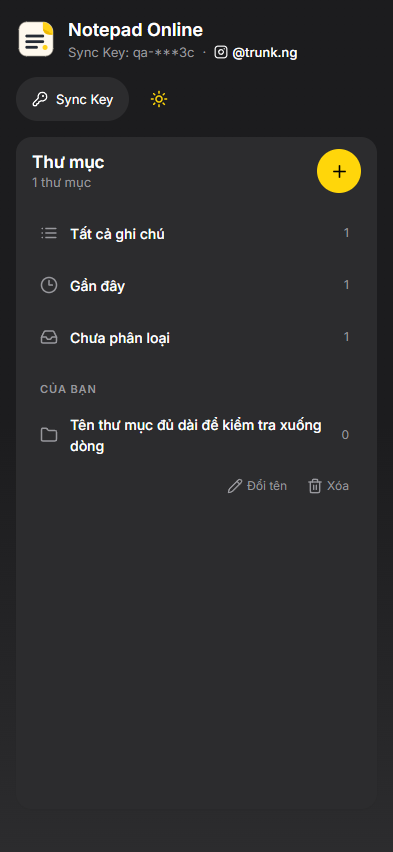 Notepad Online
Sync Key: qa-***3c · @trunk.ng
Sync Key
Thư mục
1 thư mục
Tất cả ghi chú 1
Gần đây 1
Chưa phân loại 1
CỦA BẠN
Tên thư mục đủ dài để kiểm tra xuống
dòng 0
Đổi tên Xóa